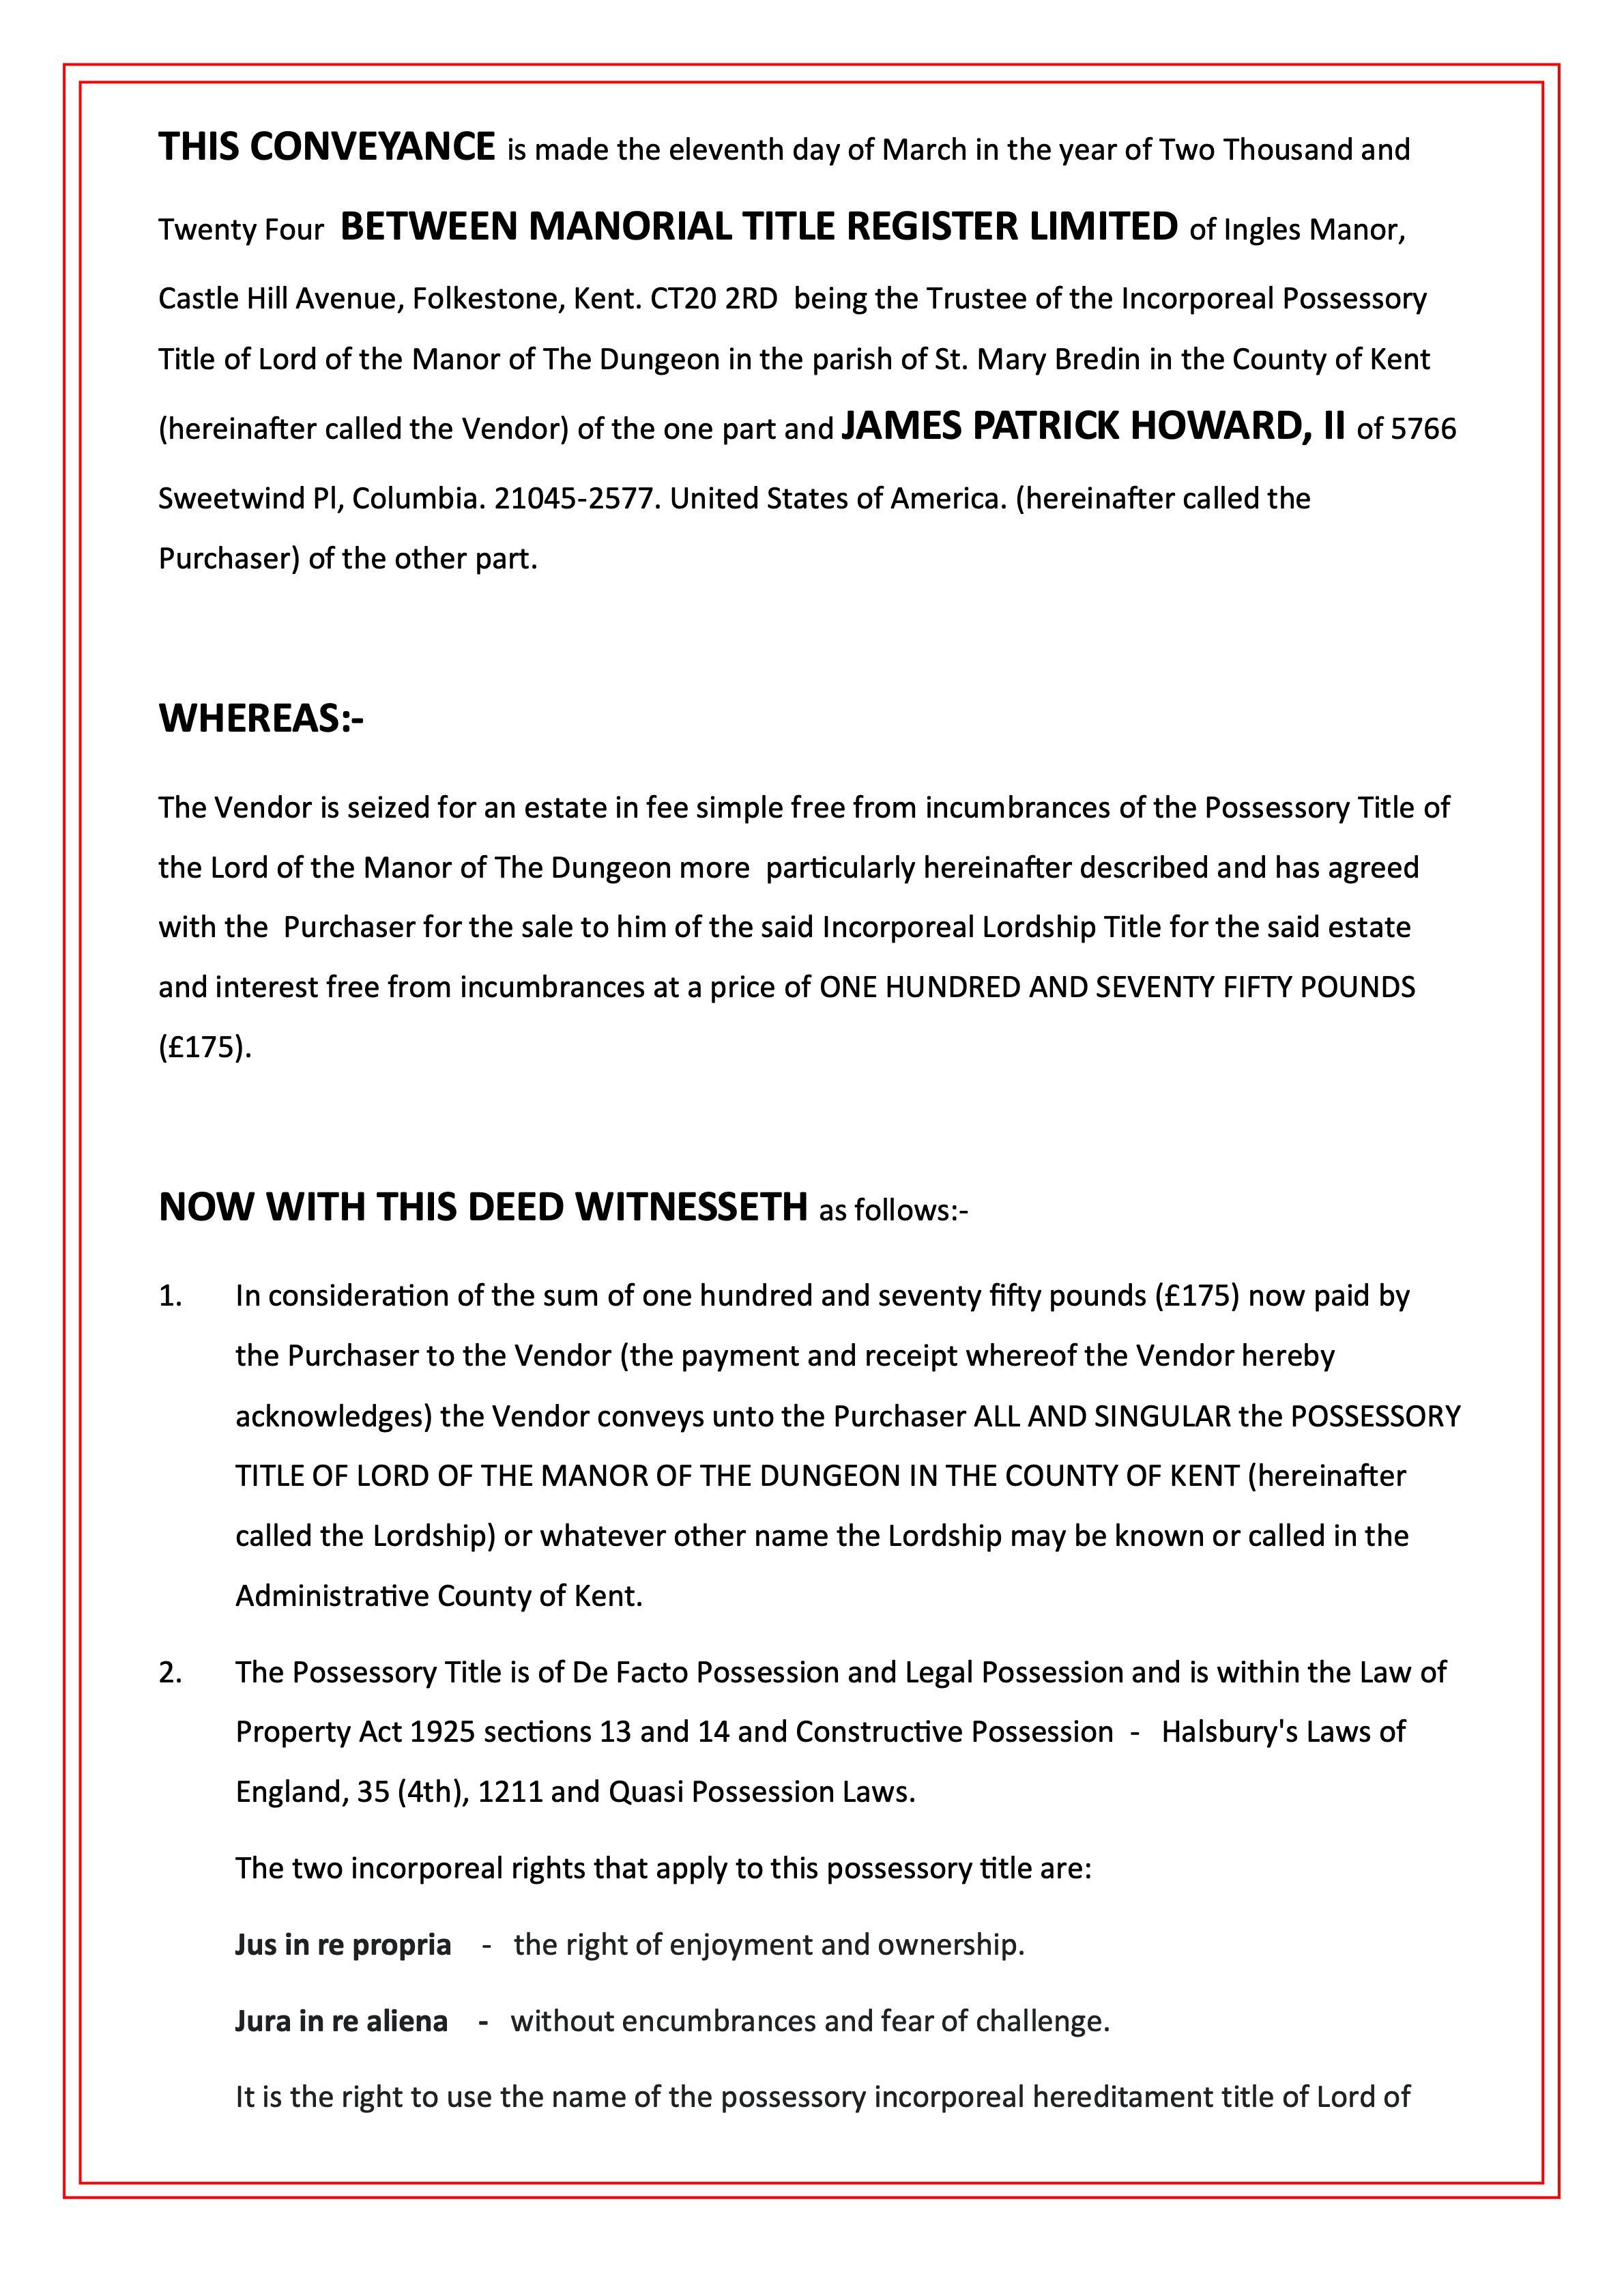 THIS CONVEYANCE is made the eleventh day of March in the year of Two Thousand and
Twenty Four BETWEEN MANORIAL TITLE REGISTER LIMITED of Ingles Manor,
Castle Hill Avenue, Folkestone, Kent. CT20 2RD being the Trustee of the Incorporeal Possessory
Title of Lord of the Manor of The Dungeon in the parish of St. Mary Bredin in the County of Kent
(hereinafter called the Vendor) of the one part and JAMES PATRICK HOWARD, II of 5766
Sweetwind Pl, Columbia. 21045-2577. United States of America. (hereinafter called the
Purchaser) of the other part.
WHEREAS:-
The Vendor is seized for an estate in fee simple free from incumbrances of the Possessory Title of
the Lord of the Manor of The Dungeon more particularly hereinafter described and has agreed
with the Purchaser for the sale to him of the said Incorporeal Lordship Title for the said estate
and interest free from incumbrances at a price of ONE HUNDRED AND SEVENTY FIFTY POUNDS
(£175).
NOW WITH THIS DEED WITNESSETH as follows:-
1. In consideration of the sum of one hundred and seventy fifty pounds (£175) now paid by
the Purchaser to the Vendor (the payment and receipt whereof the Vendor hereby
acknowledges) the Vendor conveys unto the Purchaser ALL AND SINGULAR the POSSESSORY
TITLE OF LORD OF THE MANOR OF THE DUNGEON IN THE COUNTY OF KENT (hereinafter
called the Lordship) or whatever other name the Lordship may be known or called in the
Administrative County of Kent.
2. The Possessory Title is of De Facto Possession and Legal Possession and is within the Law of
Property Act 1925 sections 13 and 14 and Constructive Possession - Halsbury's Laws of
England, 35 (4th), 1211 and Quasi Possession Laws.
The two incorporeal rights that apply to this possessory title are:
Jus in re propria - the right of enjoyment and ownership.
Jura in re aliena - without encumbrances and fear of challenge.
It is the right to use the name of the possessory incorporeal hereditament title of Lord of